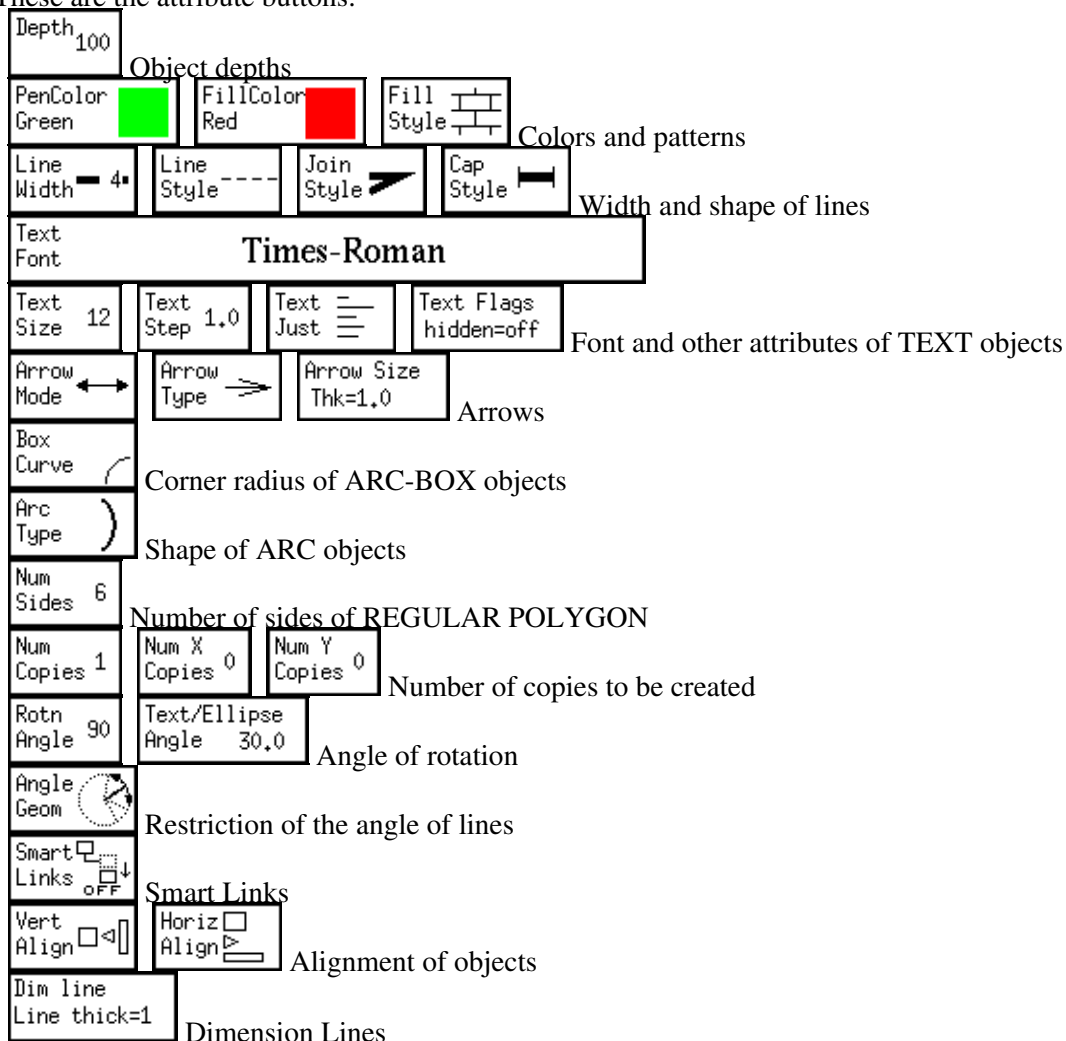 These are the attribute buttons.
Depth 100 Object depths
PenColor Green FillColor Red Fill Style Colors and patterns
Line Width 4 Line Style Join Style Cap Style Width and shape of lines
Text Font Times-Roman
Text Size 12 Text Step 1.0 Text Just Text Flags hidden=off Font and other attributes of TEXT objects
Arrow Mode Arrow Type Arrow Size Thk=1.0 Arrows
Box Curve Corner radius of ARC-BOX objects
Arc Type Shape of ARC objects
Num Sides 6 Number of sides of REGULAR POLYGON
Num Copies 1 Num X Copies 0 Num Y Copies 0 Number of copies to be created
Rotn Angle 90 Text/Ellipse Angle 30.0 Angle of rotation
Angle Geom Restriction of the angle of lines
Smart Links OFF Smart Links
Vert Align Horiz Align Alignment of objects
Dim line Line thick=1 Dimension Lines